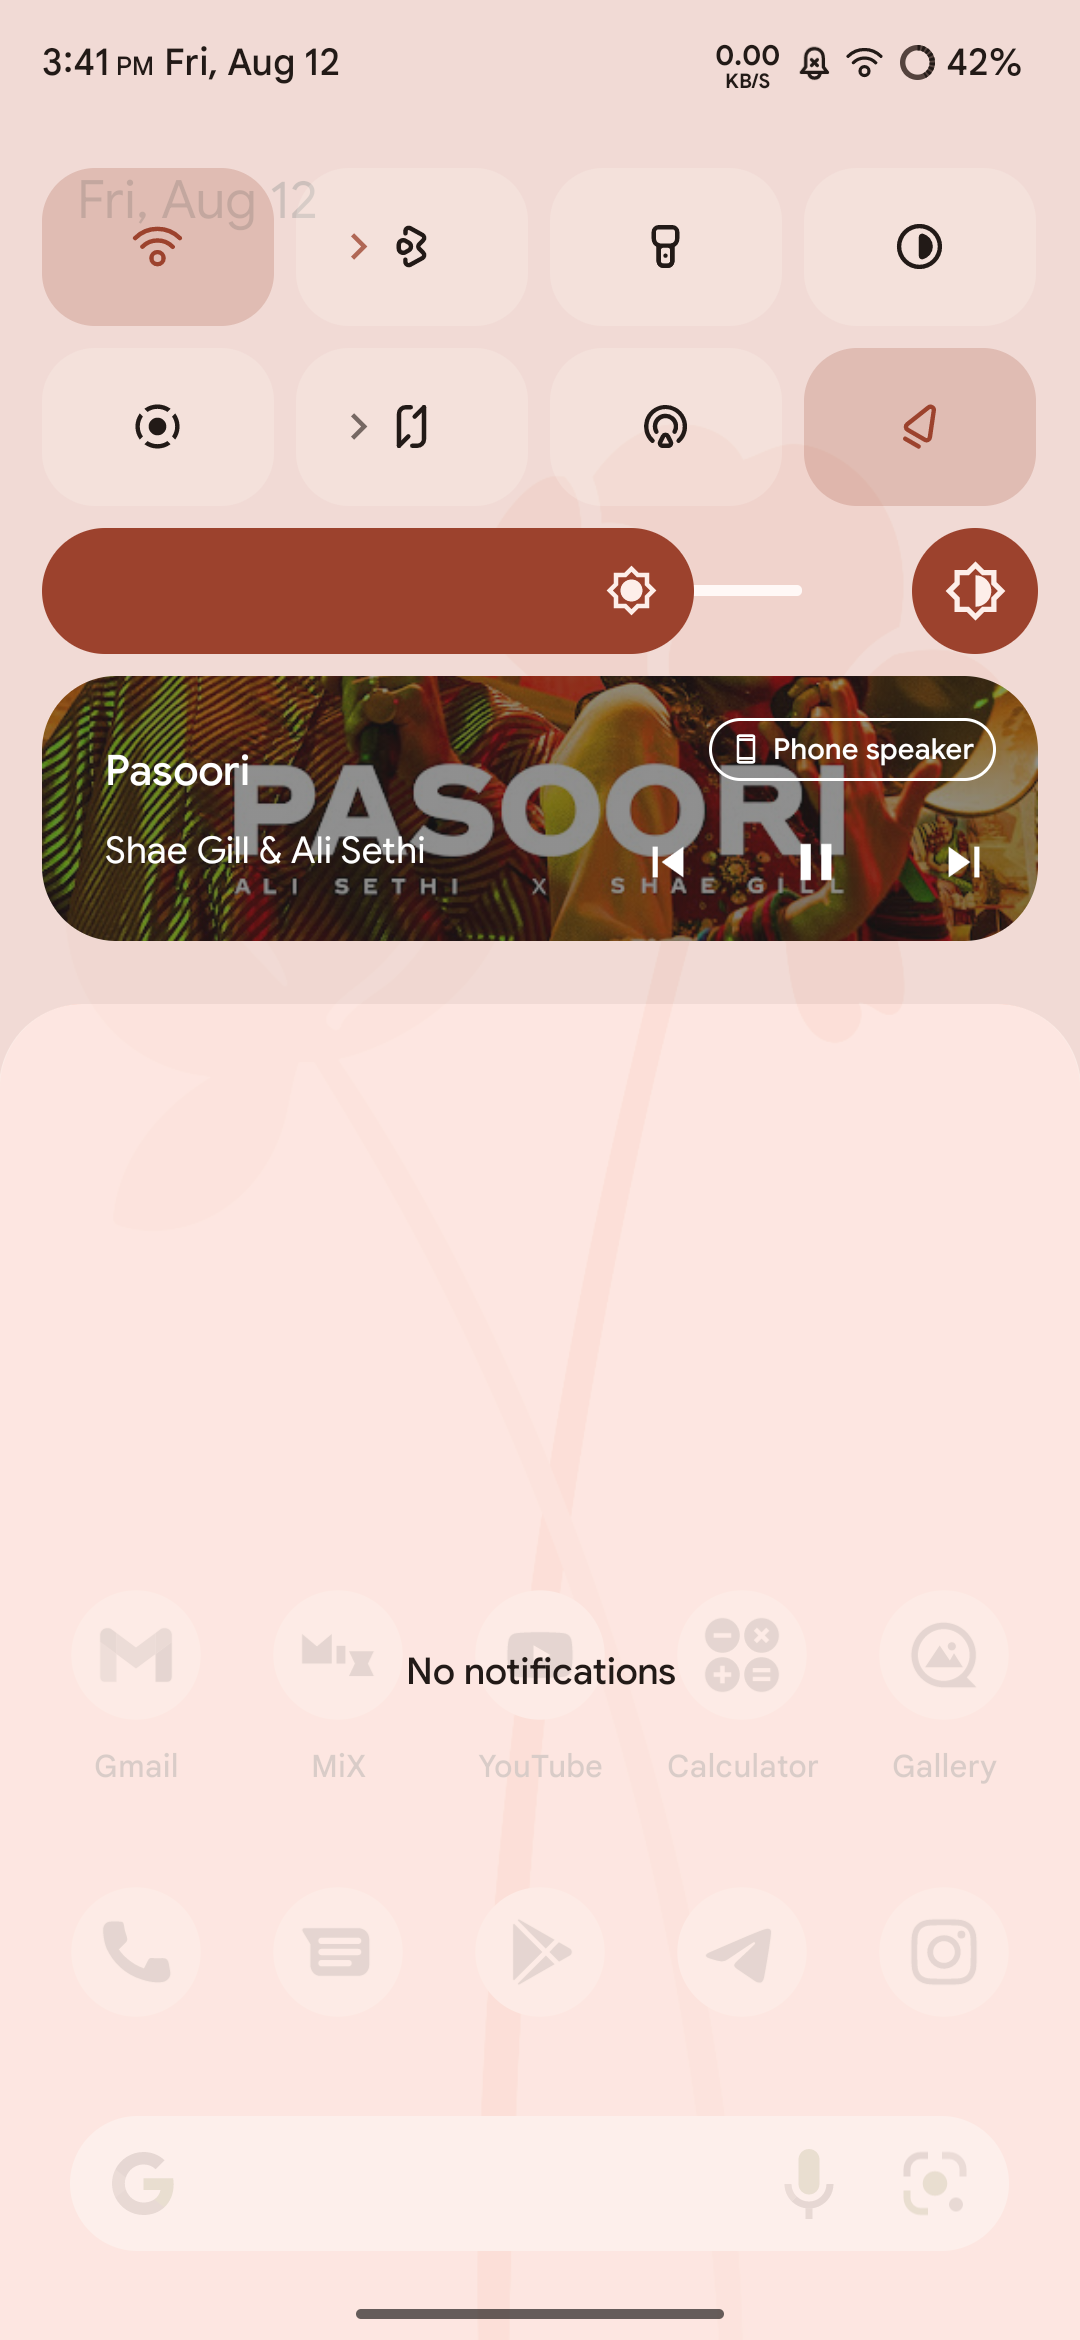 3:41 PM Fri, Aug 12
0.00
KB/S
42%
Fri, Aug 12
Phone speaker
Pasoori
PASOORI
Shae Gill & Ali Sethi
ALI SETHI X SHAE GILL
No notifications
Gmail MiX YouTube Calculator Gallery